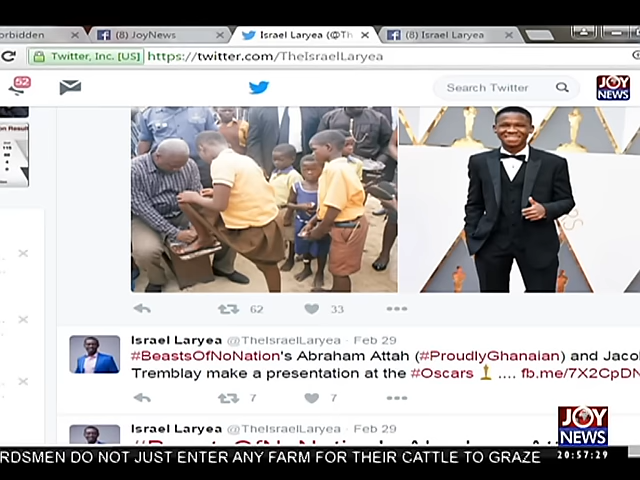 orbidden
(8) JoyNews
Israel Laryea (@Th
(8) Israel Laryea
Twitter, Inc. [US]
https://twitter.com/TheIsraelLaryea
52
Search Twitter
JOY
NEWS
n Result
62
33
Israel Laryea @TheIsraelLaryea · Feb 29
#BeastsOfNoNation's Abraham Attah (#ProudlyGhanaian) and Jaco
Tremblay make a presentation at the #Oscars .... fb.me/7X2CpDN
7
7
Israel Laryea @TheIsraelLaryea · Feb 29
JOY
NEWS
RDSMEN DO NOT JUST ENTER ANY FARM FOR THEIR CATTLE TO GRAZE
20:57:29